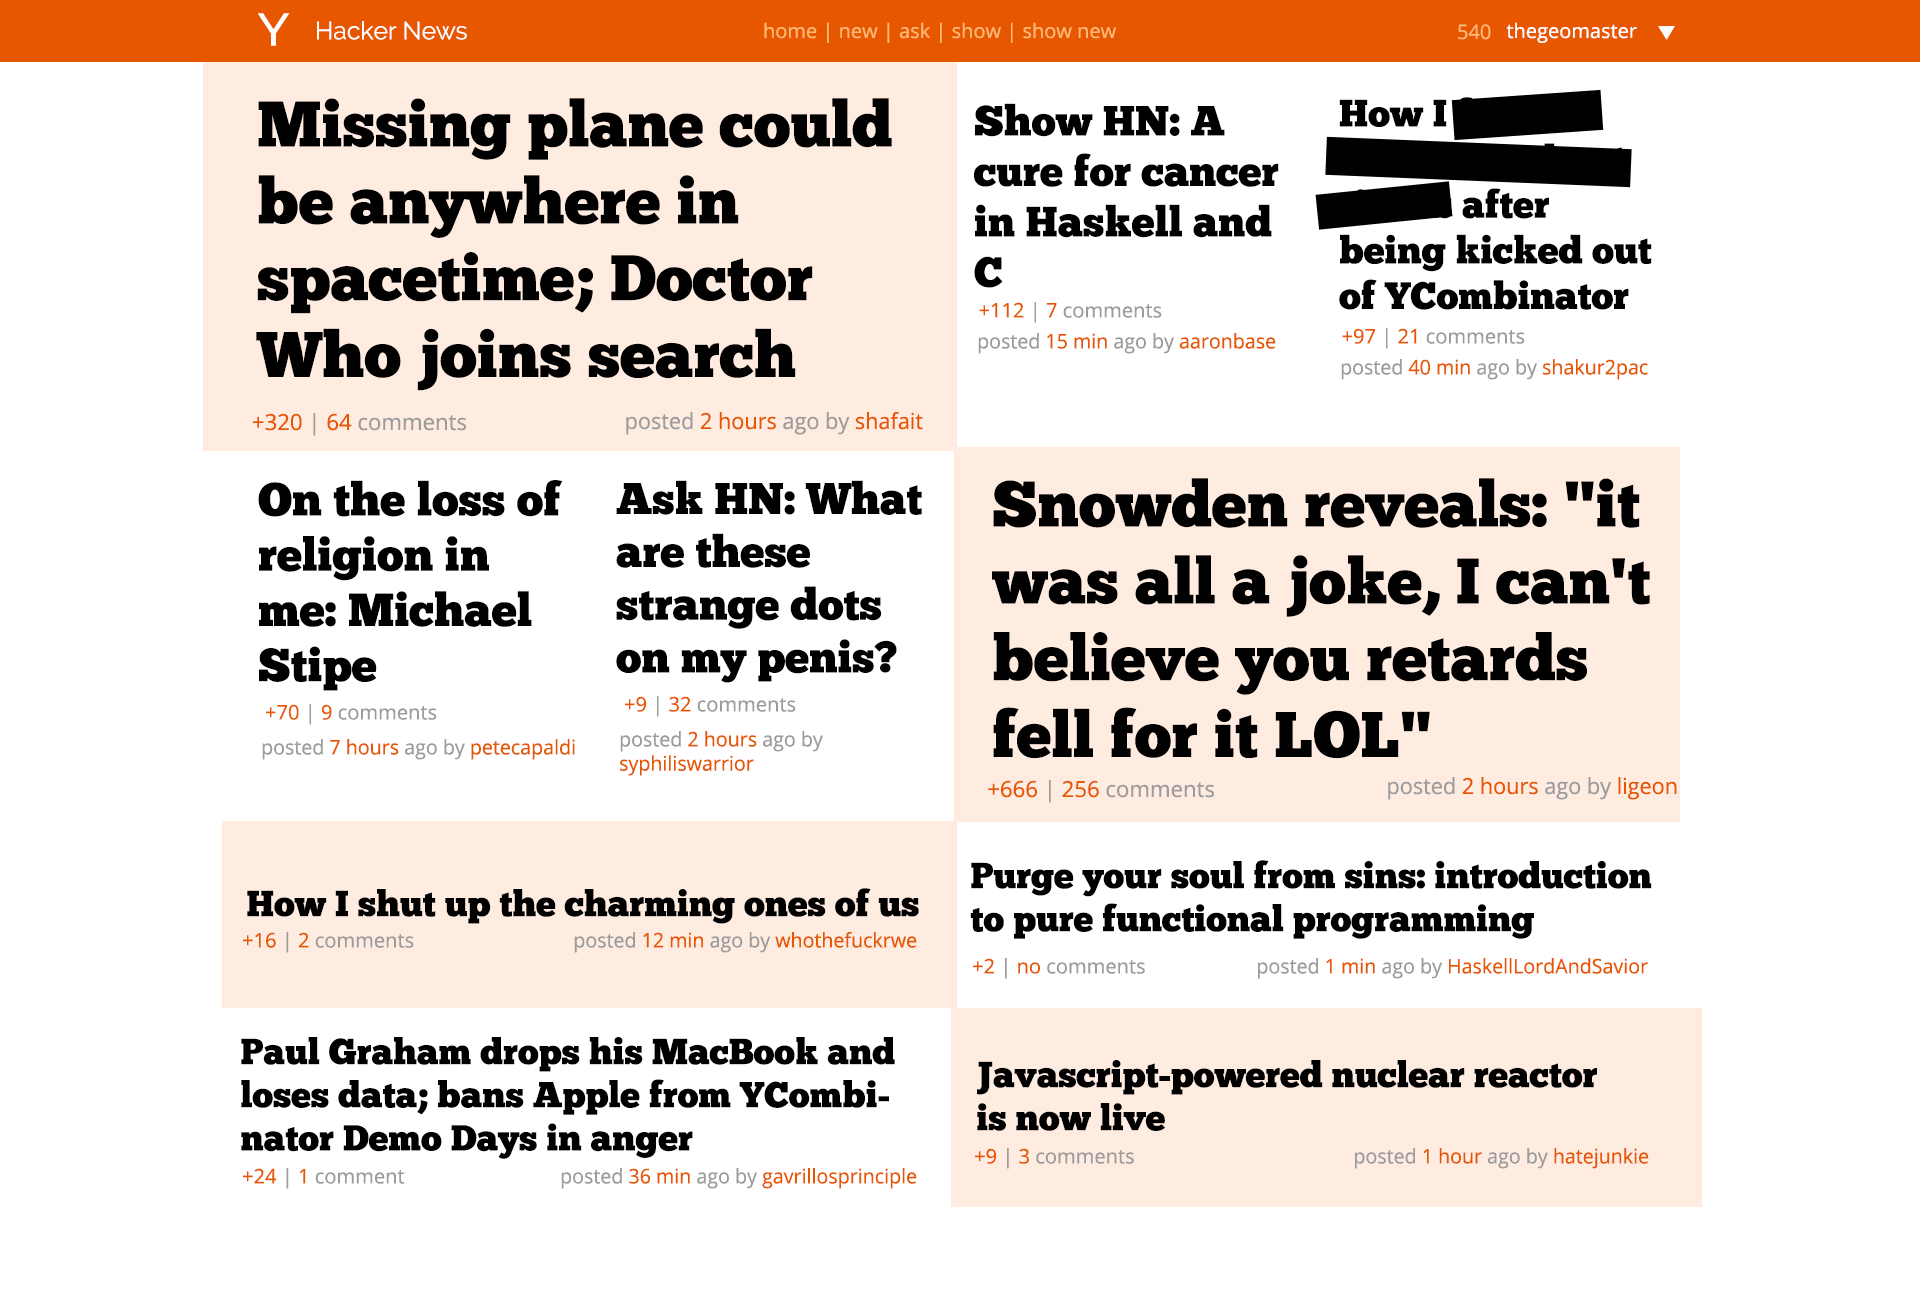 Y Hacker News
home | new | ask | show | show new
540 thegeomaster
Missing plane could
be anywhere in
spacetime; Doctor
Who joins search
+320 | 64 comments
posted 2 hours ago by shafait
Show HN: A
cure for cancer
in Haskell and
C
+112 | 7 comments
posted 15 min ago by aaronbase
How I
after
being kicked out
of YCombinator
+97 | 21 comments
posted 40 min ago by shakur2pac
On the loss of
religion in
me: Michael
Stipe
+70 | 9 comments
posted 7 hours ago by petecapaldi
Ask HN: What
are these
strange dots
on my penis?
+9 | 32 comments
posted 2 hours ago by
syphiliswarrior
Snowden reveals: "it
was all a joke, I can't
believe you retards
fell for it LOL"
+666 | 256 comments
posted 2 hours ago by ligeon
How I shut up the charming ones of us
+16 | 2 comments
posted 12 min ago by whothefuckrwe
Purge your soul from sins: introduction
to pure functional programming
+2 | no comments
posted 1 min ago by HaskellLordAndSavior
Paul Graham drops his MacBook and
loses data; bans Apple from YCombi-
nator Demo Days in anger
+24 | 1 comment
posted 36 min ago by gavrillosprinciple
Javascript-powered nuclear reactor
is now live
+9 | 3 comments
posted 1 hour ago by hatejunkie